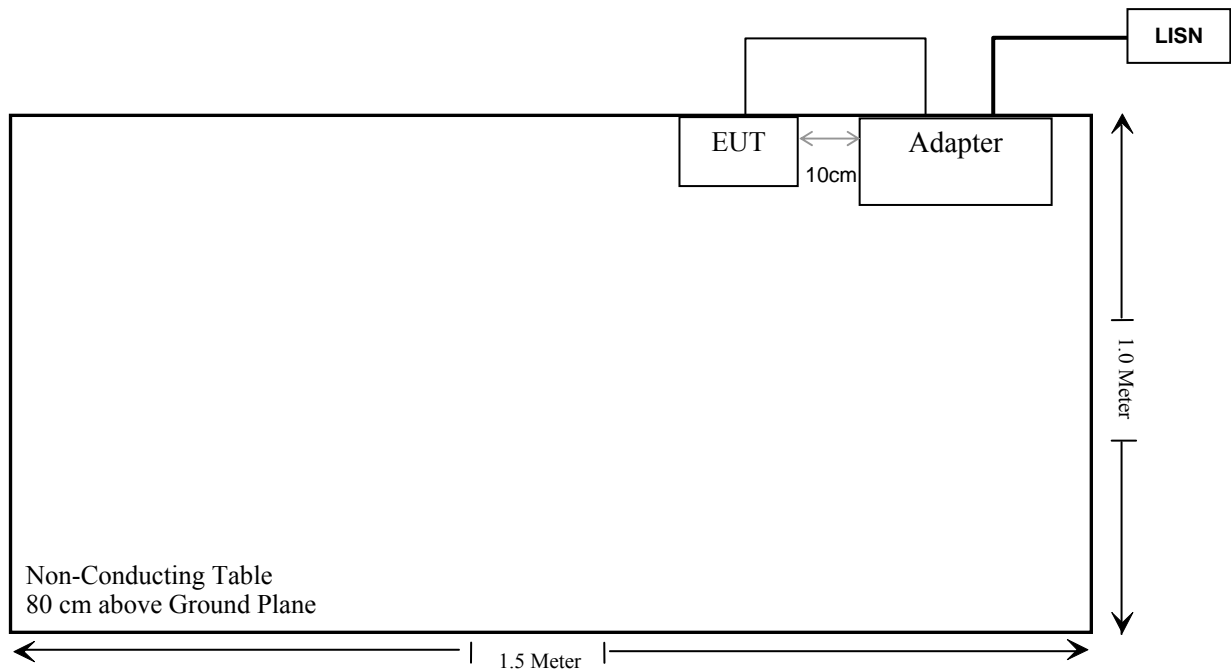 LISN
EUT
Adapter
10cm
1.0 Meter
Non-Conducting Table
80 cm above Ground Plane
1.5 Meter